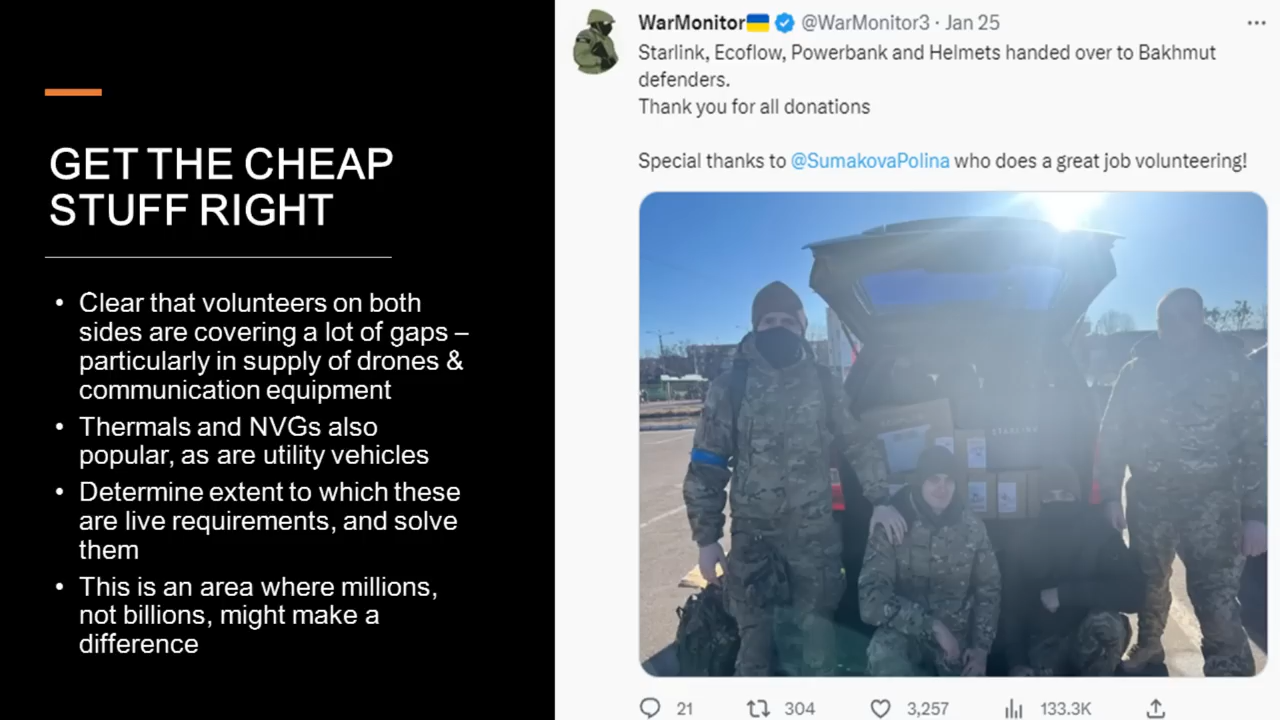 GET THE CHEAP
STUFF RIGHT
• Clear that volunteers on both
sides are covering a lot of gaps –
particularly in supply of drones &
communication equipment
• Thermals and NVGs also
popular, as are utility vehicles
• Determine extent to which these
are live requirements, and solve
them
• This is an area where millions,
not billions, might make a
difference
WarMonitor🇺🇦 @WarMonitor3 · Jan 25
Starlink, Ecoflow, Powerbank and Helmets handed over to Bakhmut
defenders.
Thank you for all donations
Special thanks to @SumakovaPolina who does a great job volunteering!
STARLINK
21 304 3,257 133.3K